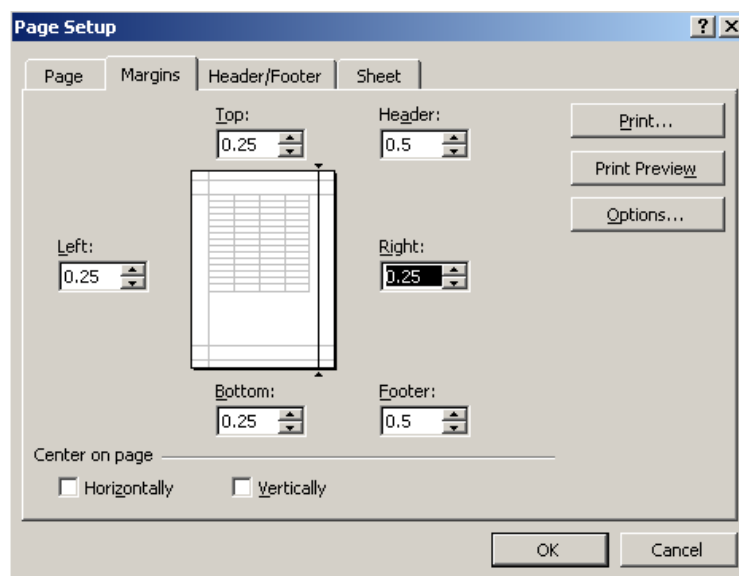 Page Setup
Page Margins Header/Footer Sheet
Top: Header:
0.25 0.5
Print...
Print Preview
Options...
Left: Right:
0.25 0.25
Bottom: Footer:
0.25 0.5
Center on page
Horizontally Vertically
OK Cancel